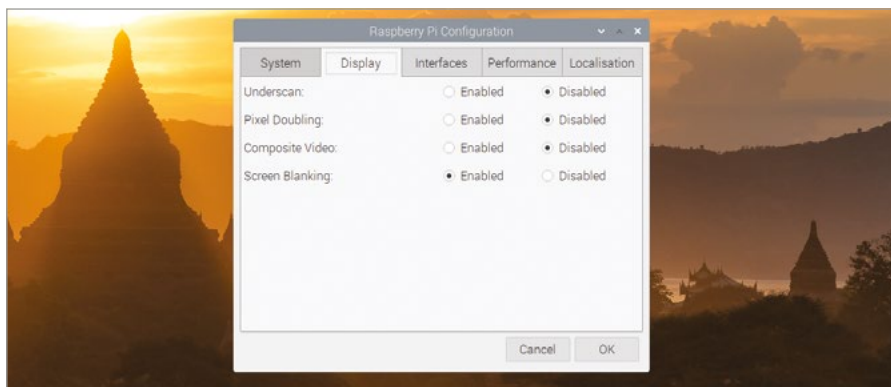 Raspberry Pi Configuration
System Display Interfaces Performance Localisation
Underscan: Enabled Disabled
Pixel Doubling: Enabled Disabled
Composite Video: Enabled Disabled
Screen Blanking: Enabled Disabled
Cancel OK